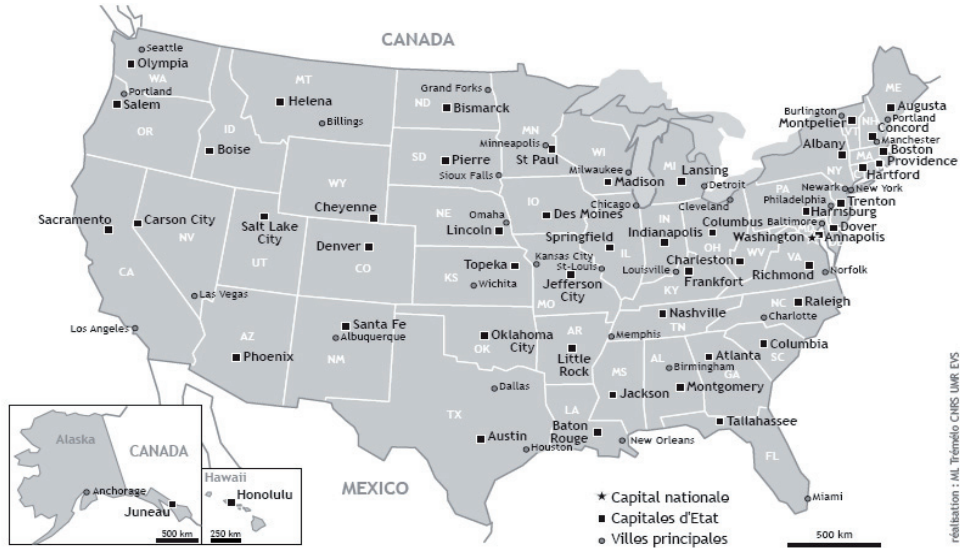 CANADA
Seattle
Olympia
WA
Portland
Salem
OR
MT
Helena
Billings
ID
Boise
Grand Forks
ND
Bismarck
MN
Minneapolis
St Paul
SD
Pierre
Sioux Falls
WI
Milwaukee
Madison
MI
Lansing
Detroit
ME
Augusta
Portland
Burlington
Montpelier
VT
NH
Concord
Manchester
Albany
MA
Boston
Providence
Hartford
NY
WY
Cheyenne
NE
Omaha
Lincoln
IO
Des Moines
Chicago
Cleveland
PA
Newark
New York
Philadelphia
Trenton
Harrisburg
Sacramento
Carson City
NV
Salt Lake
City
UT
Denver
CO
Springfield
IL
IN
Indianapolis
Columbus
OH
Baltimore
Dover
Washington
Annapolis
CA
Las Vegas
Los Angeles
KS
Topeka
Wichita
Kansas City
St-Louis
Jefferson
City
MO
Louisville
Frankfort
KY
Charleston
WV
VA
Richmond
Norfolk
AZ
Phoenix
Santa Fe
Albuquerque
NM
Oklahoma
City
OK
AR
Little
Rock
Memphis
Nashville
TN
NC
Raleigh
Charlotte
Columbia
SC
Dallas
TX
Austin
Houston
LA
Baton
Rouge
New Orleans
MS
Jackson
AL
Birmingham
Montgomery
Atlanta
GA
Tallahassee
FL
Miami
Alaska
CANADA
Anchorage
Juneau
500 km
Hawaii
Honolulu
250 km
MEXICO
Capital nationale
Capitales d'Etat
Villes principales
500 km
réalisation : ML Trémélo CNRS UMR EVS